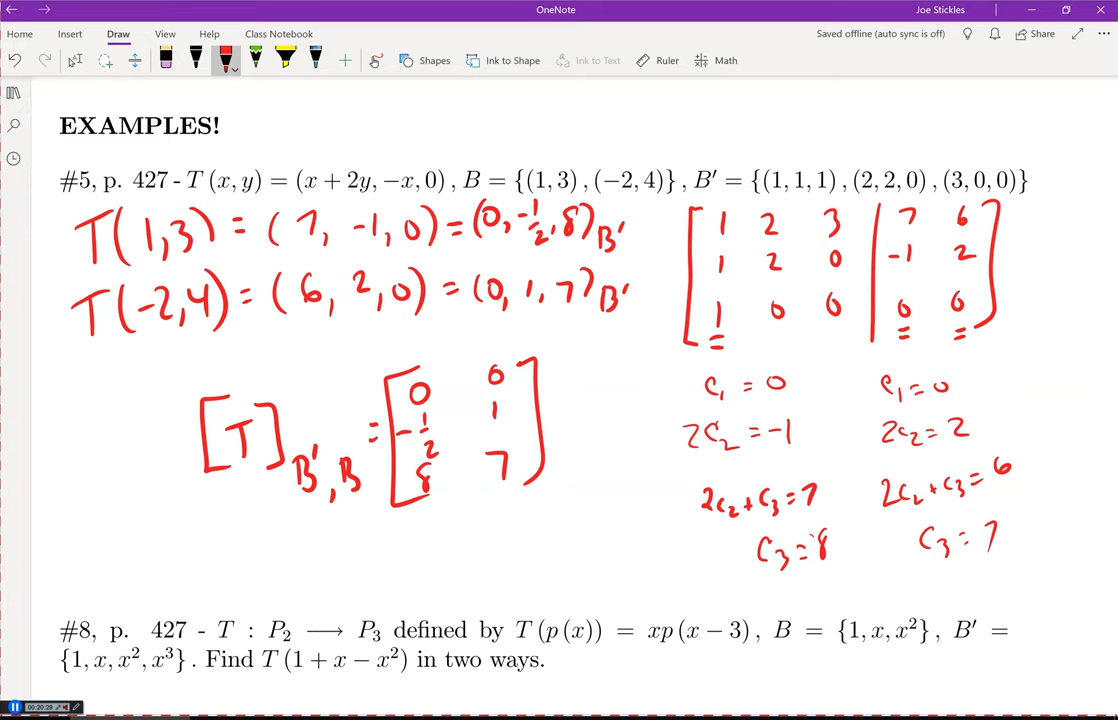 OneNote
Joe Stickles
Home Insert Draw View Help Class Notebook
Saved offline (auto sync is off) Share
Shapes Ink to Shape Ink to Text Ruler Math
EXAMPLES!
#5, p. 427 - T (x, y) = (x + 2y, −x, 0) , B = {(1, 3) , (−2, 4)} , B′ = {(1, 1, 1) , (2, 2, 0) , (3, 0, 0)}
T(1,3) = (7, -1, 0) = (0, -1/2, 8)B'
T(-2,4) = (6, 2, 0) = (0, 1, 7)B'
[1 2 3 | 7 6]
[1 2 0 | -1 2]
[1 0 0 | 0 0]
[T]B',B = [0 0
-1/2 1
8 7]
c1 = 0 c1 = 0
2c2 = -1 2c2 = 2
2c2 + c3 = 7 2c2 + c3 = 6
c3 = 8 c3 = 7
#8, p. 427 - T : P2 ⟶ P3 defined by T (p (x)) = xp (x − 3) , B = {1, x, x²} , B′ =
{1, x, x², x³} . Find T (1 + x − x²) in two ways.
00:20:29